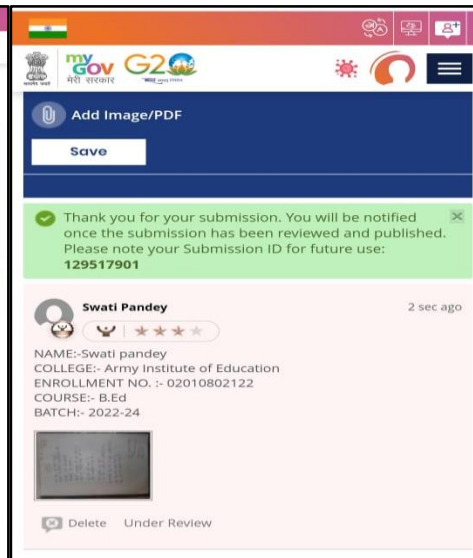 my
GOV
मेरी सरकार
G20
Add Image/PDF
Save
Thank you for your submission. You will be notified
once the submission has been reviewed and published.
Please note your Submission ID for future use:
129517901
Swati Pandey
2 sec ago
NAME:-Swati pandey
COLLEGE:- Army Institute of Education
ENROLLMENT NO. :- 02010802122
COURSE:- B.Ed
BATCH:- 2022-24
Delete
Under Review